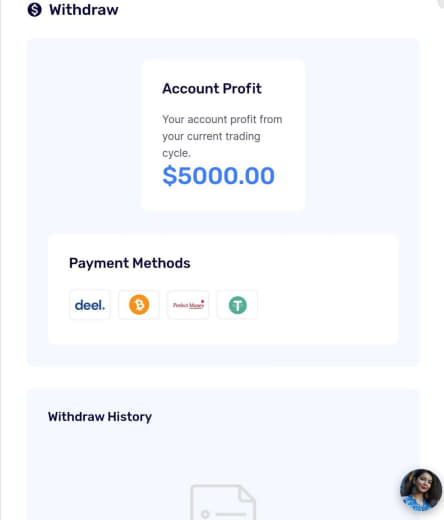 Withdraw
Account Profit
Your account profit from
your current trading
cycle.
$5000.00
Payment Methods
deel.
Perfect Money
Withdraw History